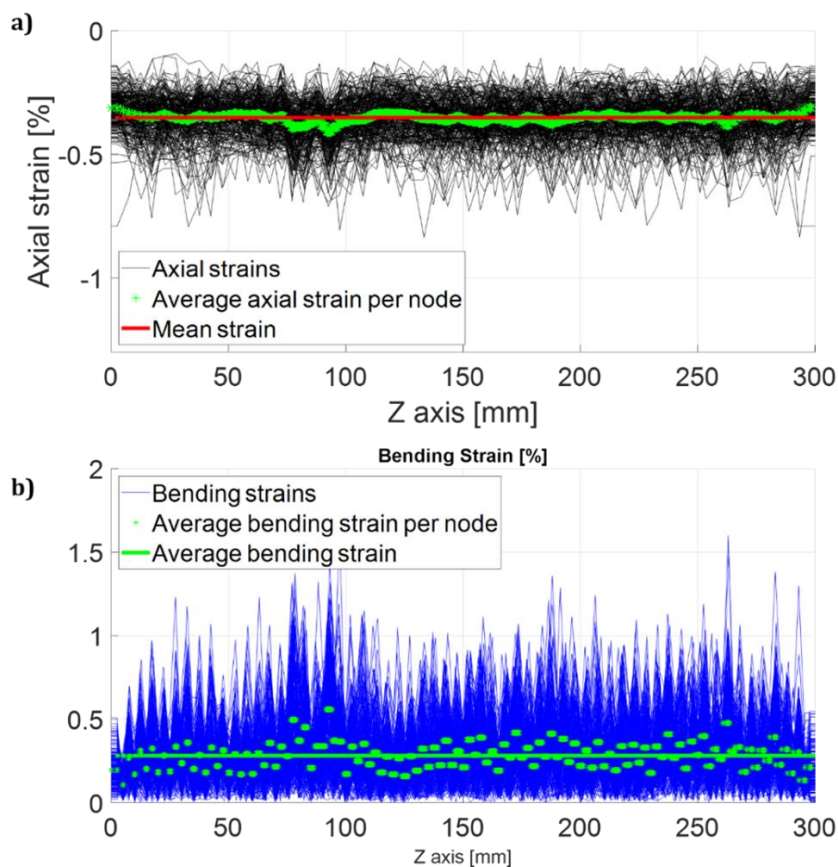 a)
0
-0.5
-1
Axial strain [%]
Axial strains
Average axial strain per node
Mean strain
0 50 100 150 200 250 300
Z axis [mm]
b)
Bending Strain [%]
2
1.5
1
0.5
0
Bending strains
Average bending strain per node
Average bending strain
0 50 100 150 200 250 300
Z axis [mm]